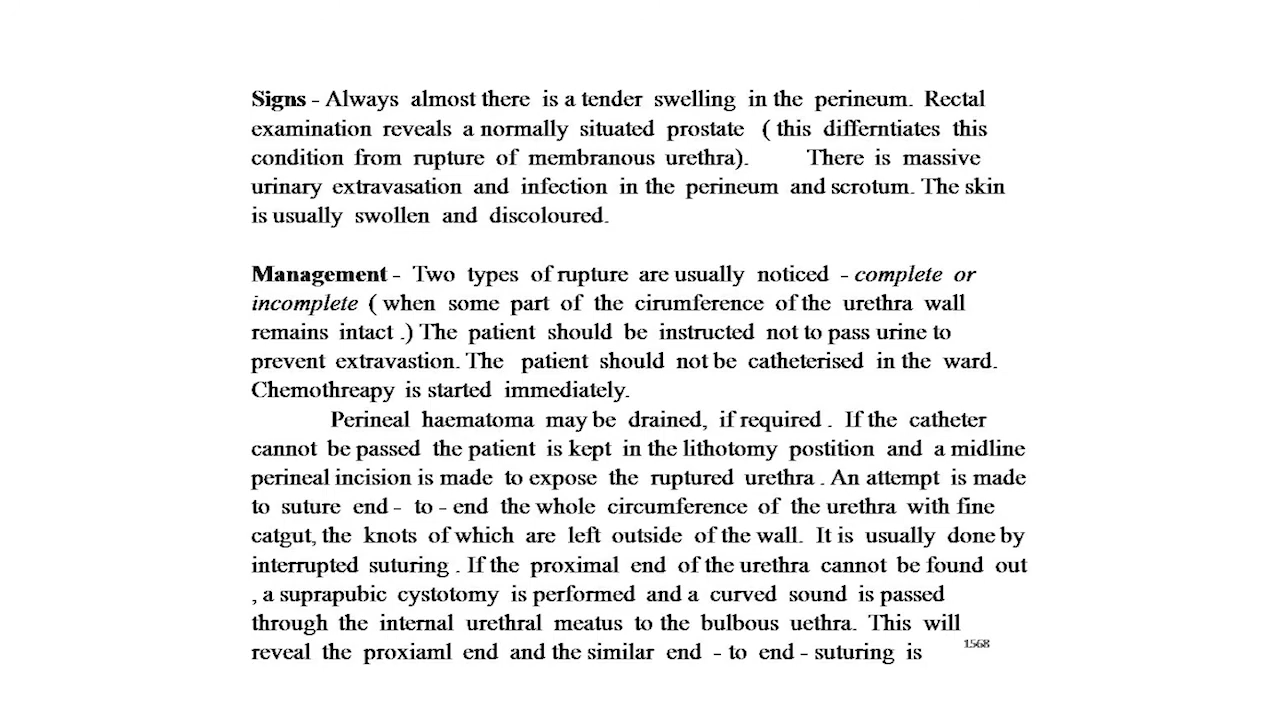 Signs - Always almost there is a tender swelling in the perineum. Rectal
examination reveals a normally situated prostate ( this differntiates this
condition from rupture of membranous urethra). There is massive
urinary extravasation and infection in the perineum and scrotum. The skin
is usually swollen and discoloured.
Management - Two types of rupture are usually noticed - complete or
incomplete ( when some part of the cirumference of the urethra wall
remains intact .) The patient should be instructed not to pass urine to
prevent extravastion. The patient should not be catheterised in the ward.
Chemothreapy is started immediately.
Perineal haematoma may be drained, if required . If the catheter
cannot be passed the patient is kept in the lithotomy postition and a midline
perineal incision is made to expose the ruptured urethra . An attempt is made
to suture end - to - end the whole circumference of the urethra with fine
catgut, the knots of which are left outside of the wall. It is usually done by
interrupted suturing . If the proximal end of the urethra cannot be found out
, a suprapubic cystotomy is performed and a curved sound is passed
through the internal urethral meatus to the bulbous uethra. This will
reveal the proxiaml end and the similar end - to end - suturing is
1568